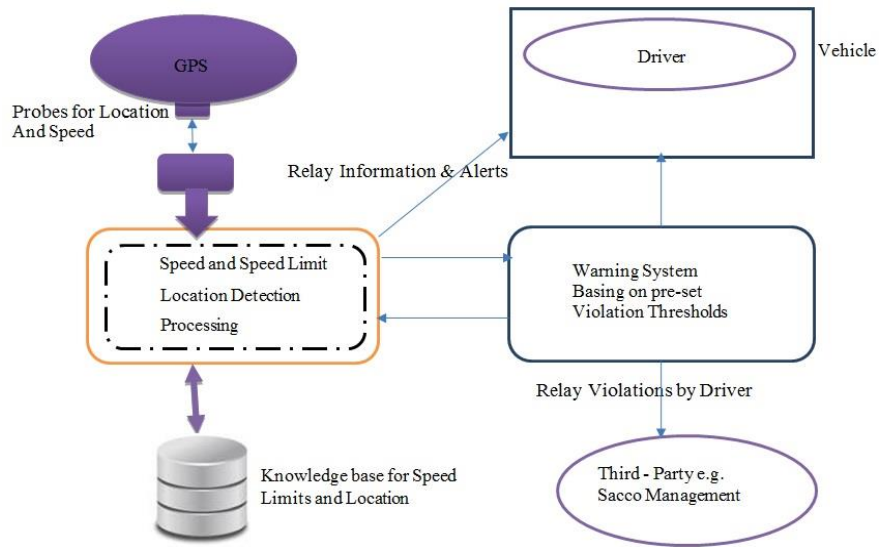 GPS
Driver
Vehicle
Probes for Location
And Speed
Relay Information & Alerts
Speed and Speed Limit
Location Detection
Processing
Warning System
Basing on pre-set
Violation Thresholds
Relay Violations by Driver
Knowledge base for Speed
Limits and Location
Third - Party e.g.
Sacco Management